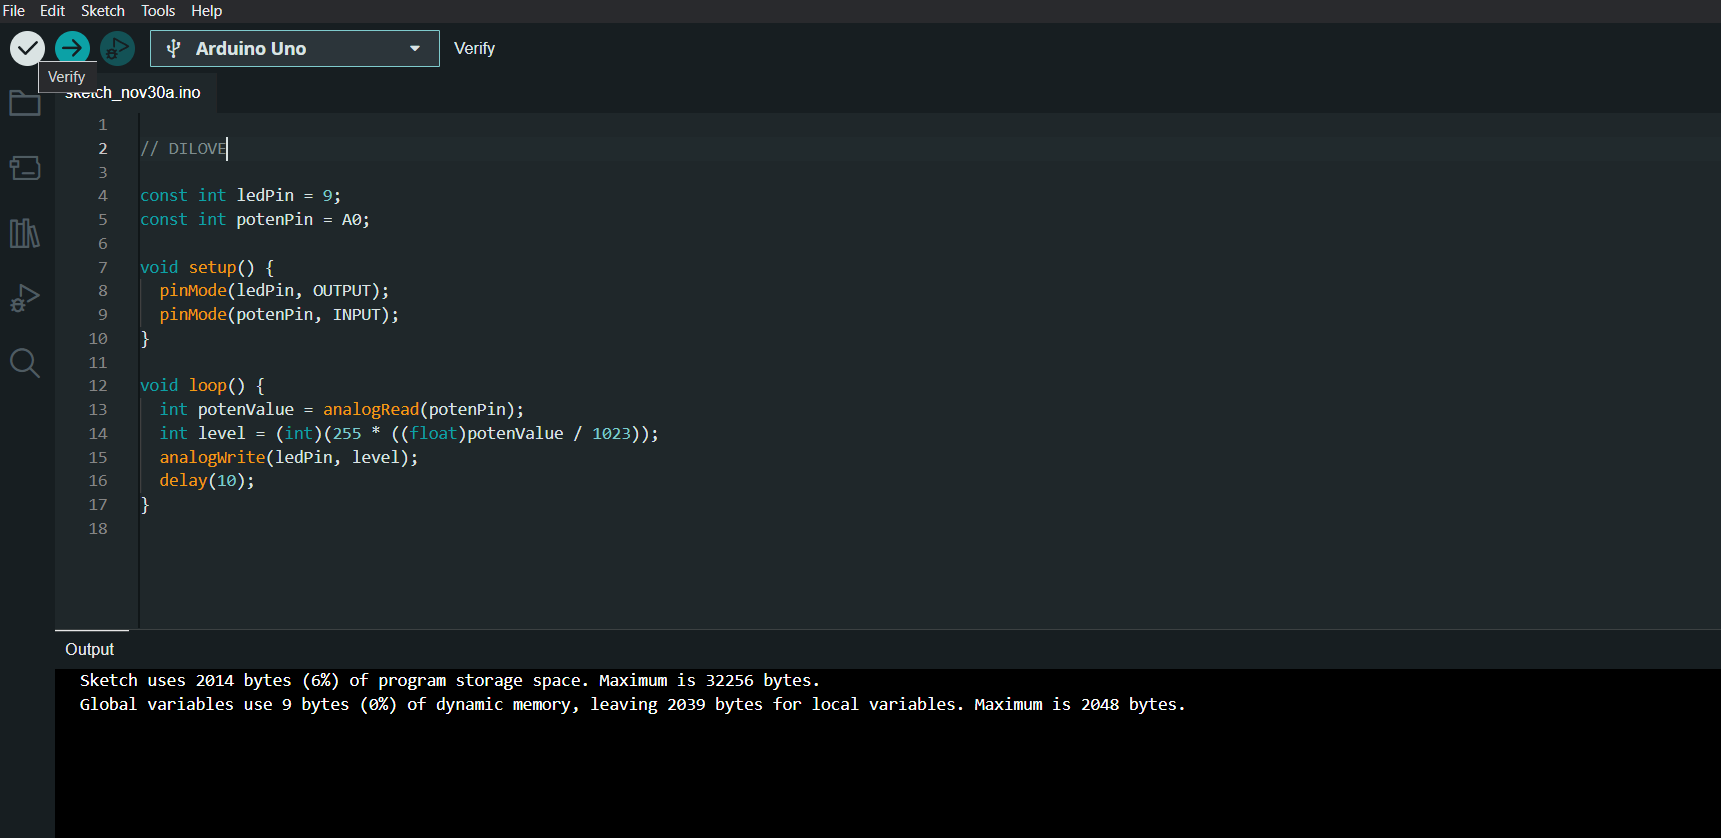 File Edit Sketch Tools Help
Arduino Uno
Verify
Verify
sketch_nov30a.ino
1
2 // DILOVE
3
4 const int ledPin = 9;
5 const int potenPin = A0;
6
7 void setup() {
8 pinMode(ledPin, OUTPUT);
9 pinMode(potenPin, INPUT);
10 }
11
12 void loop() {
13 int potenValue = analogRead(potenPin);
14 int level = (int)(255 * ((float)potenValue / 1023));
15 analogWrite(ledPin, level);
16 delay(10);
17 }
18
Output
Sketch uses 2014 bytes (6%) of program storage space. Maximum is 32256 bytes.
Global variables use 9 bytes (0%) of dynamic memory, leaving 2039 bytes for local variables. Maximum is 2048 bytes.